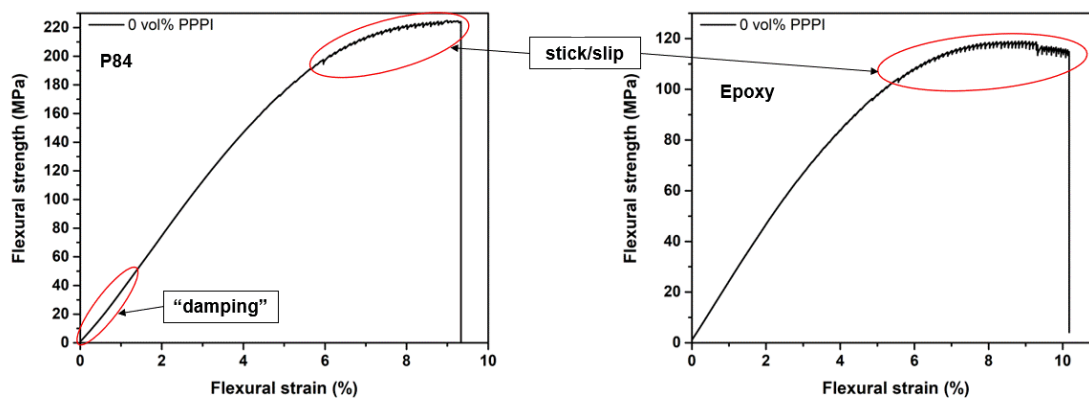 0 vol% PPPI
P84
Flexural strength (MPa)
220
200
180
160
140
120
100
80
60
40
20
0
0 2 4 6 8 10
Flexural strain (%)
"damping"
stick/slip
0 vol% PPPI
Epoxy
Flexural strength (MPa)
120
100
80
60
40
20
0
0 2 4 6 8 10
Flexural strain (%)